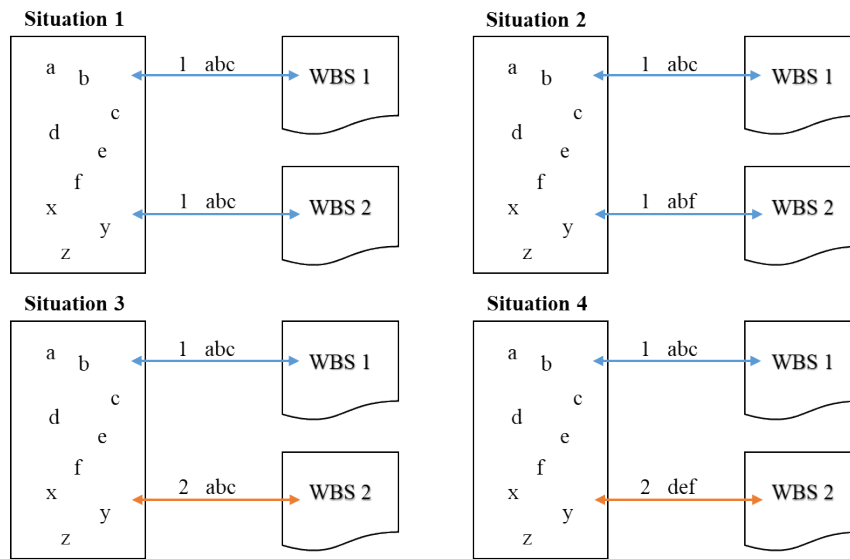 Situation 1
a
b
c
d
e
f
x
y
z
1 abc
WBS 1
1 abc
WBS 2
Situation 2
a
b
c
d
e
f
x
y
z
1 abc
WBS 1
1 abf
WBS 2
Situation 3
a
b
c
d
e
f
x
y
z
1 abc
WBS 1
2 abc
WBS 2
Situation 4
a
b
c
d
e
f
x
y
z
1 abc
WBS 1
2 def
WBS 2